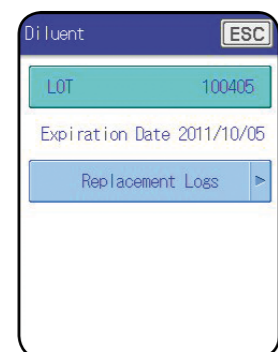 Diluent ESC
LOT 100405
Expiration Date 2011/10/05
Replacement Logs